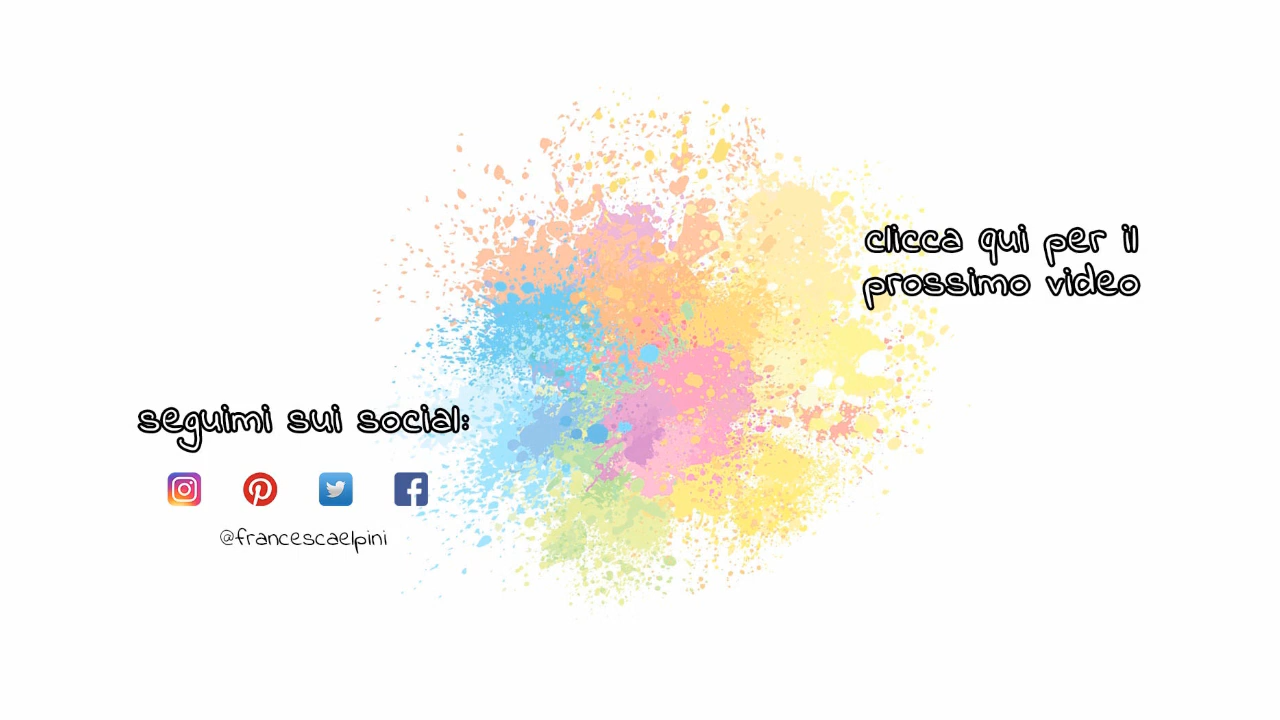 clicca qui per il
prossimo video
seguimi sui social:
@francescaelpini